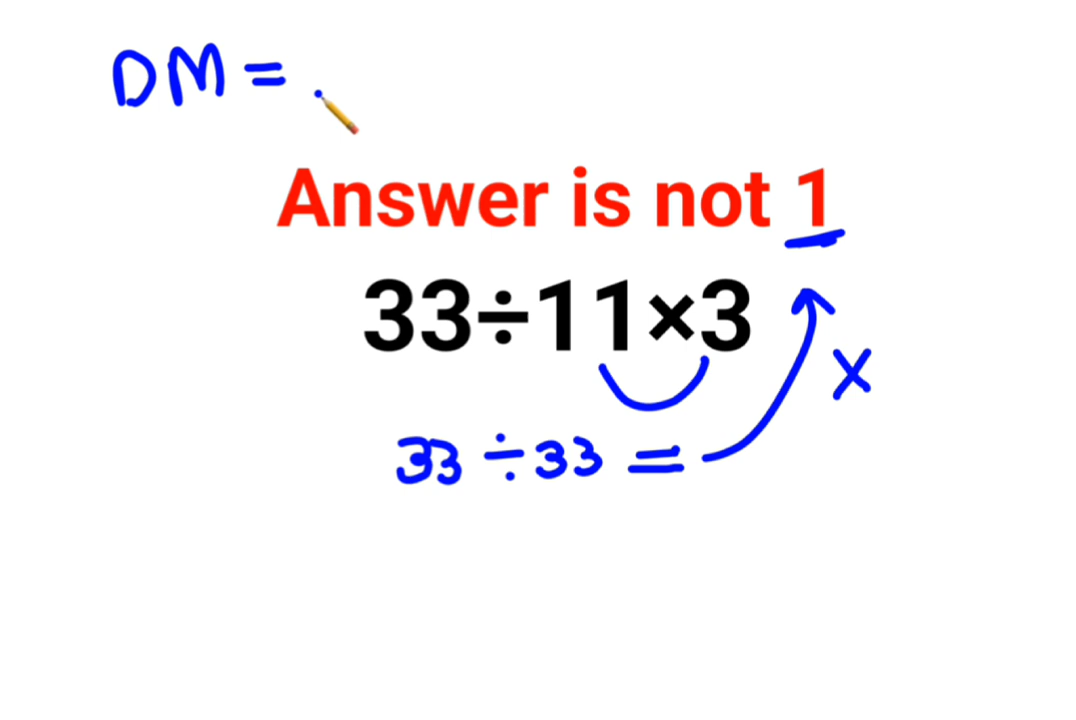 DM =
Answer is not 1
33÷11×3
X
33 ÷ 33 =